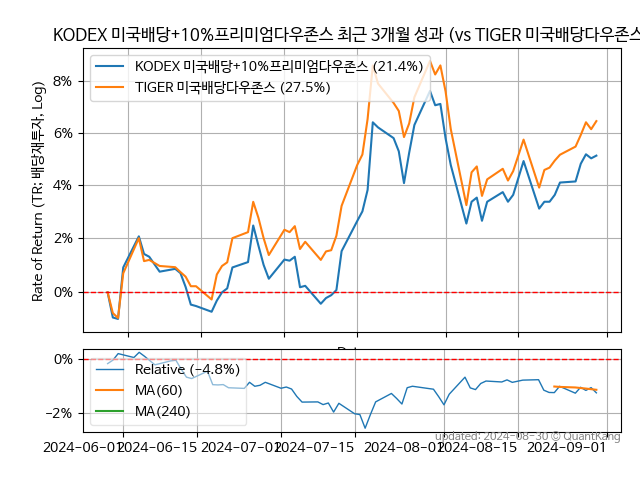 KODEX 미국배당+10%프리미엄다우존스 최근 3개월 성과 (vs TIGER 미국배당다우존스
KODEX 미국배당+10%프리미엄다우존스 (21.4%)
TIGER 미국배당다우존스 (27.5%)
Rate of Return (TR: 배당재투자, Log)
8%
6%
4%
2%
0%
0%
−2%
Relative (−4.8%)
MA(60)
MA(240)
updated: 2024-08-30 © QuantKang
2024-06-01
2024-06-15
2024-07-01
2024-07-15
2024-08-01
2024-08-15
2024-09-01